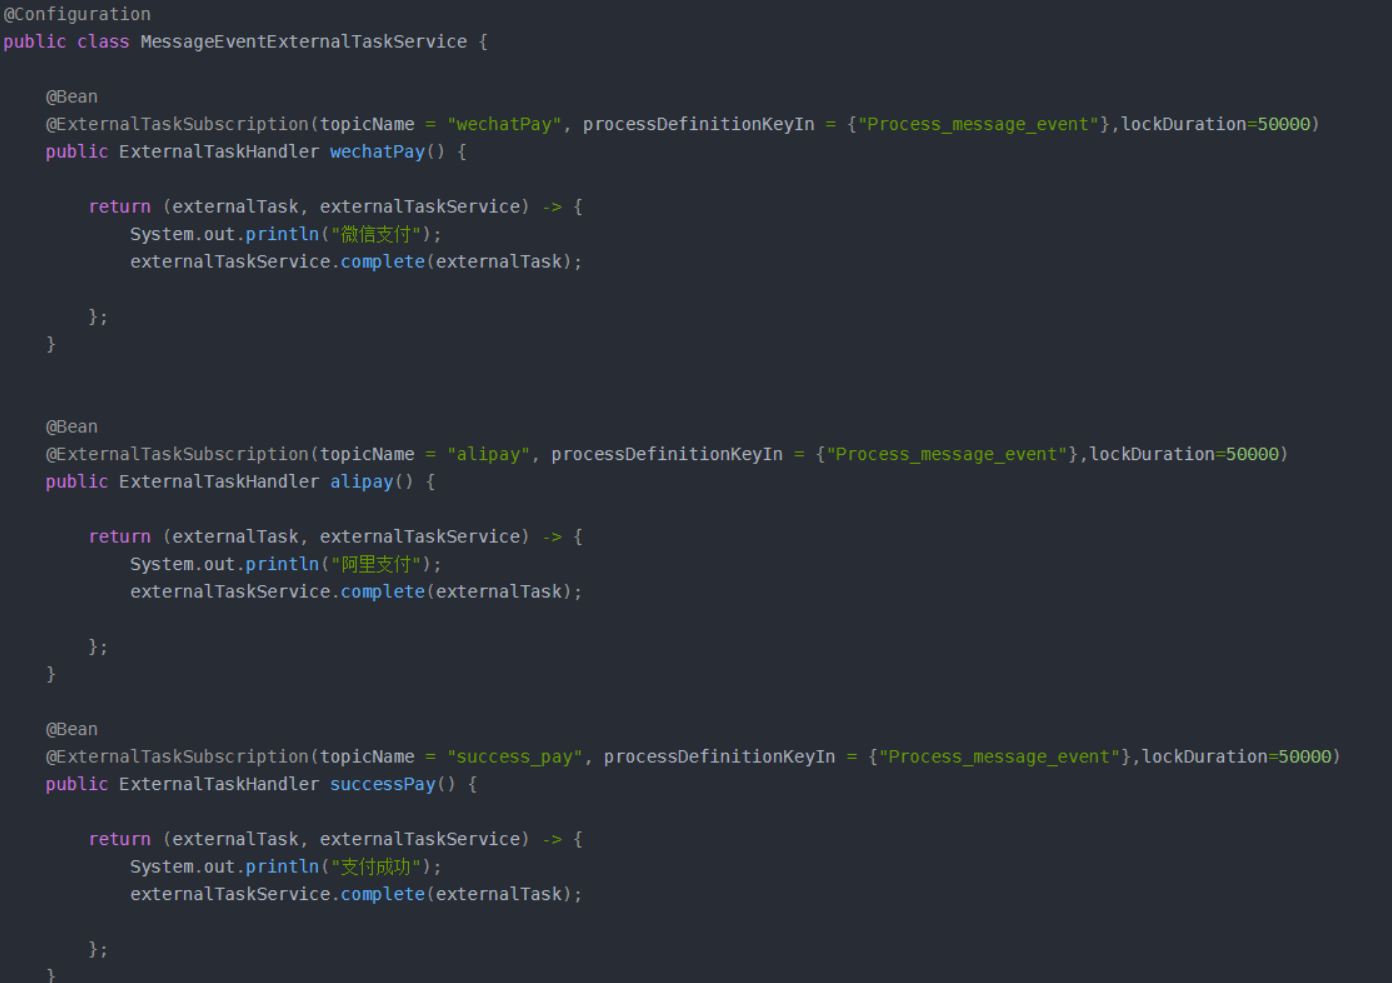 @Configuration
public class MessageEventExternalTaskService {
@Bean
@ExternalTaskSubscription(topicName = "wechatPay", processDefinitionKeyIn = {"Process_message_event"},lockDuration=50000)
public ExternalTaskHandler wechatPay() {
return (externalTask, externalTaskService) -> {
System.out.println("微信支付");
externalTaskService.complete(externalTask);
};
}
@Bean
@ExternalTaskSubscription(topicName = "alipay", processDefinitionKeyIn = {"Process_message_event"},lockDuration=50000)
public ExternalTaskHandler alipay() {
return (externalTask, externalTaskService) -> {
System.out.println("阿里支付");
externalTaskService.complete(externalTask);
};
}
@Bean
@ExternalTaskSubscription(topicName = "success_pay", processDefinitionKeyIn = {"Process_message_event"},lockDuration=50000)
public ExternalTaskHandler successPay() {
return (externalTask, externalTaskService) -> {
System.out.println("支付成功");
externalTaskService.complete(externalTask);
};
}